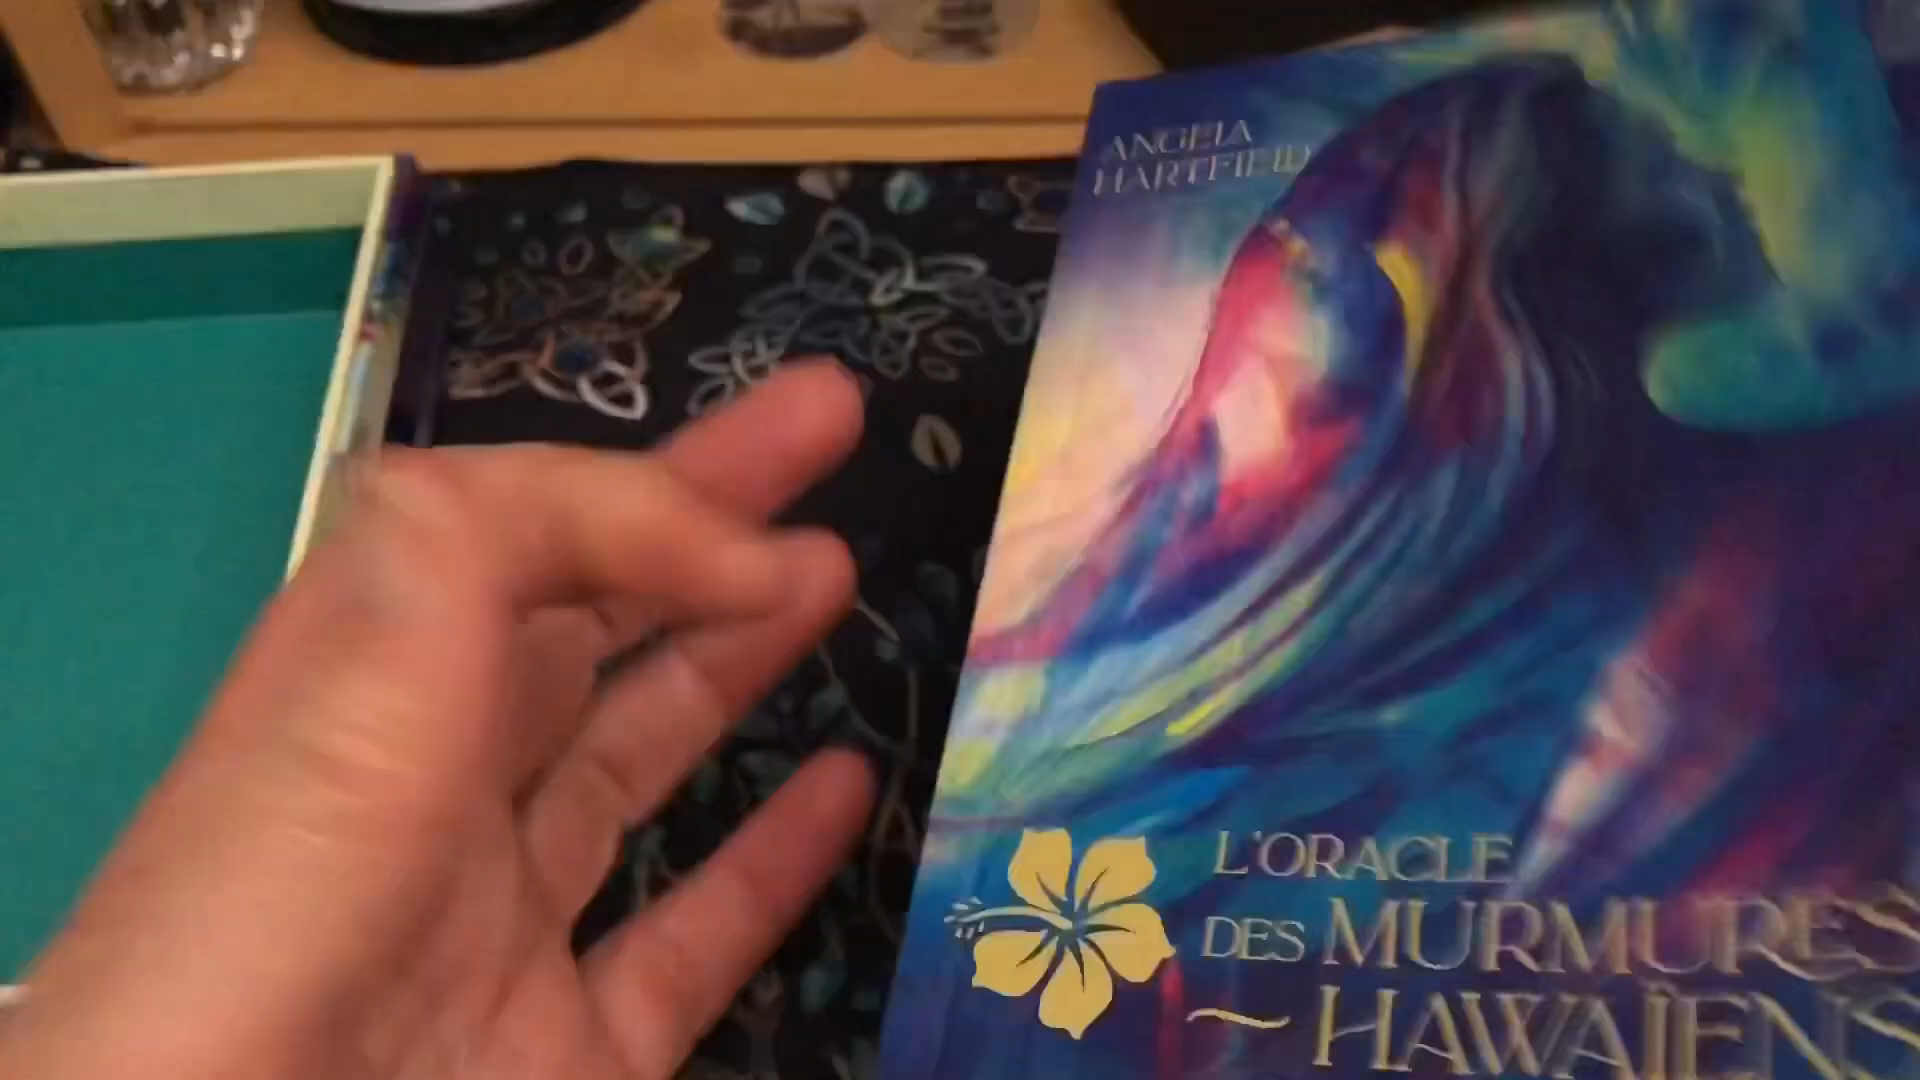 ANGELA
HARTFIELD
L'ORACLE
DES MURMURES
~ HAWAÏENS